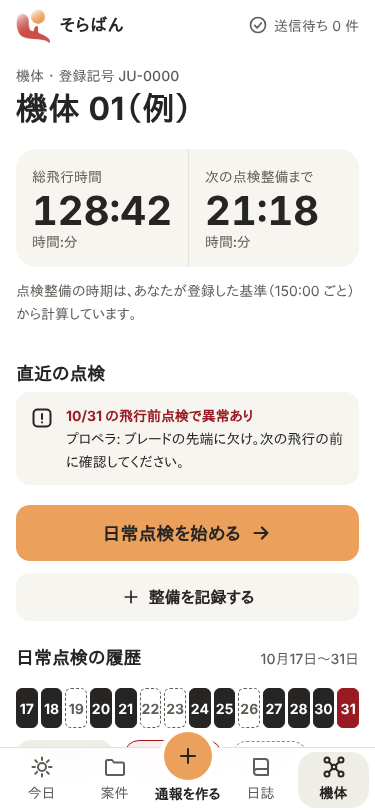 そらばん
送信待ち 0 件
機体・登録記号 JU-0000
機体 01（例）
総飛行時間
128:42
時間:分
次の点検整備まで
21:18
時間:分
点検整備の時期は、あなたが登録した基準（150:00 ごと）
から計算しています。
直近の点検
10/31 の飛行前点検で異常あり
プロペラ: ブレードの先端に欠け。次の飛行の前
に確認してください。
日常点検を始める →
+ 整備を記録する
日常点検の履歴
10月17日〜31日
17 18 19 20 21 22 23 24 25 26 27 28 30 31
今日
案件
通報を作る
日誌
機体